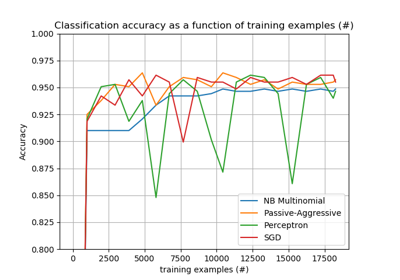 Classification accuracy as a function of training examples (#)
1.000
0.975
0.950
0.925
0.900
0.875
0.850
0.825
0.800
Accuracy
NB Multinomial
Passive-Aggressive
Perceptron
SGD
0 2500 5000 7500 10000 12500 15000 17500
training examples (#)